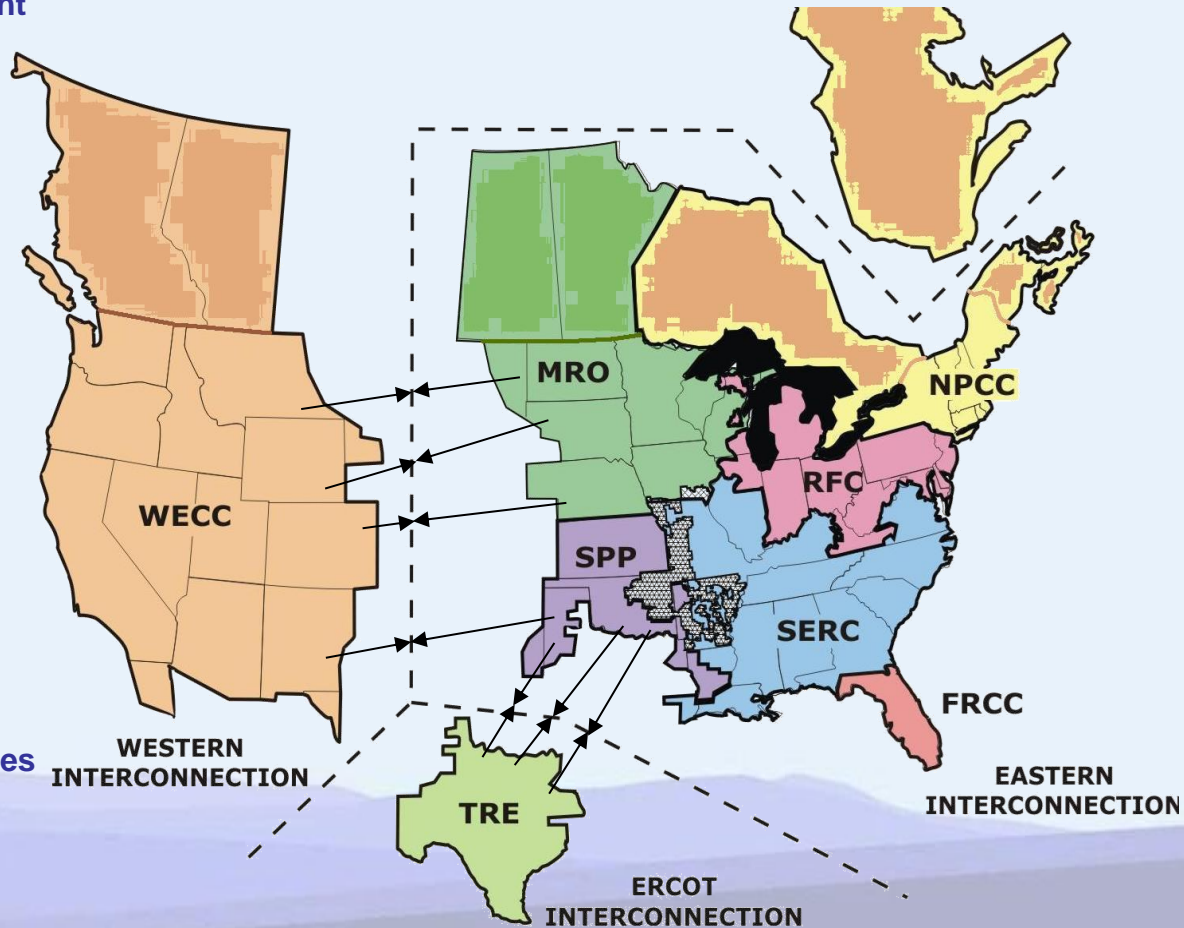 nt
MRO
NPCC
RFC
WECC
SPP
SERC
FRCC
WESTERN
INTERCONNECTION
es
EASTERN
INTERCONNECTION
TRE
ERCOT
INTERCONNECTION